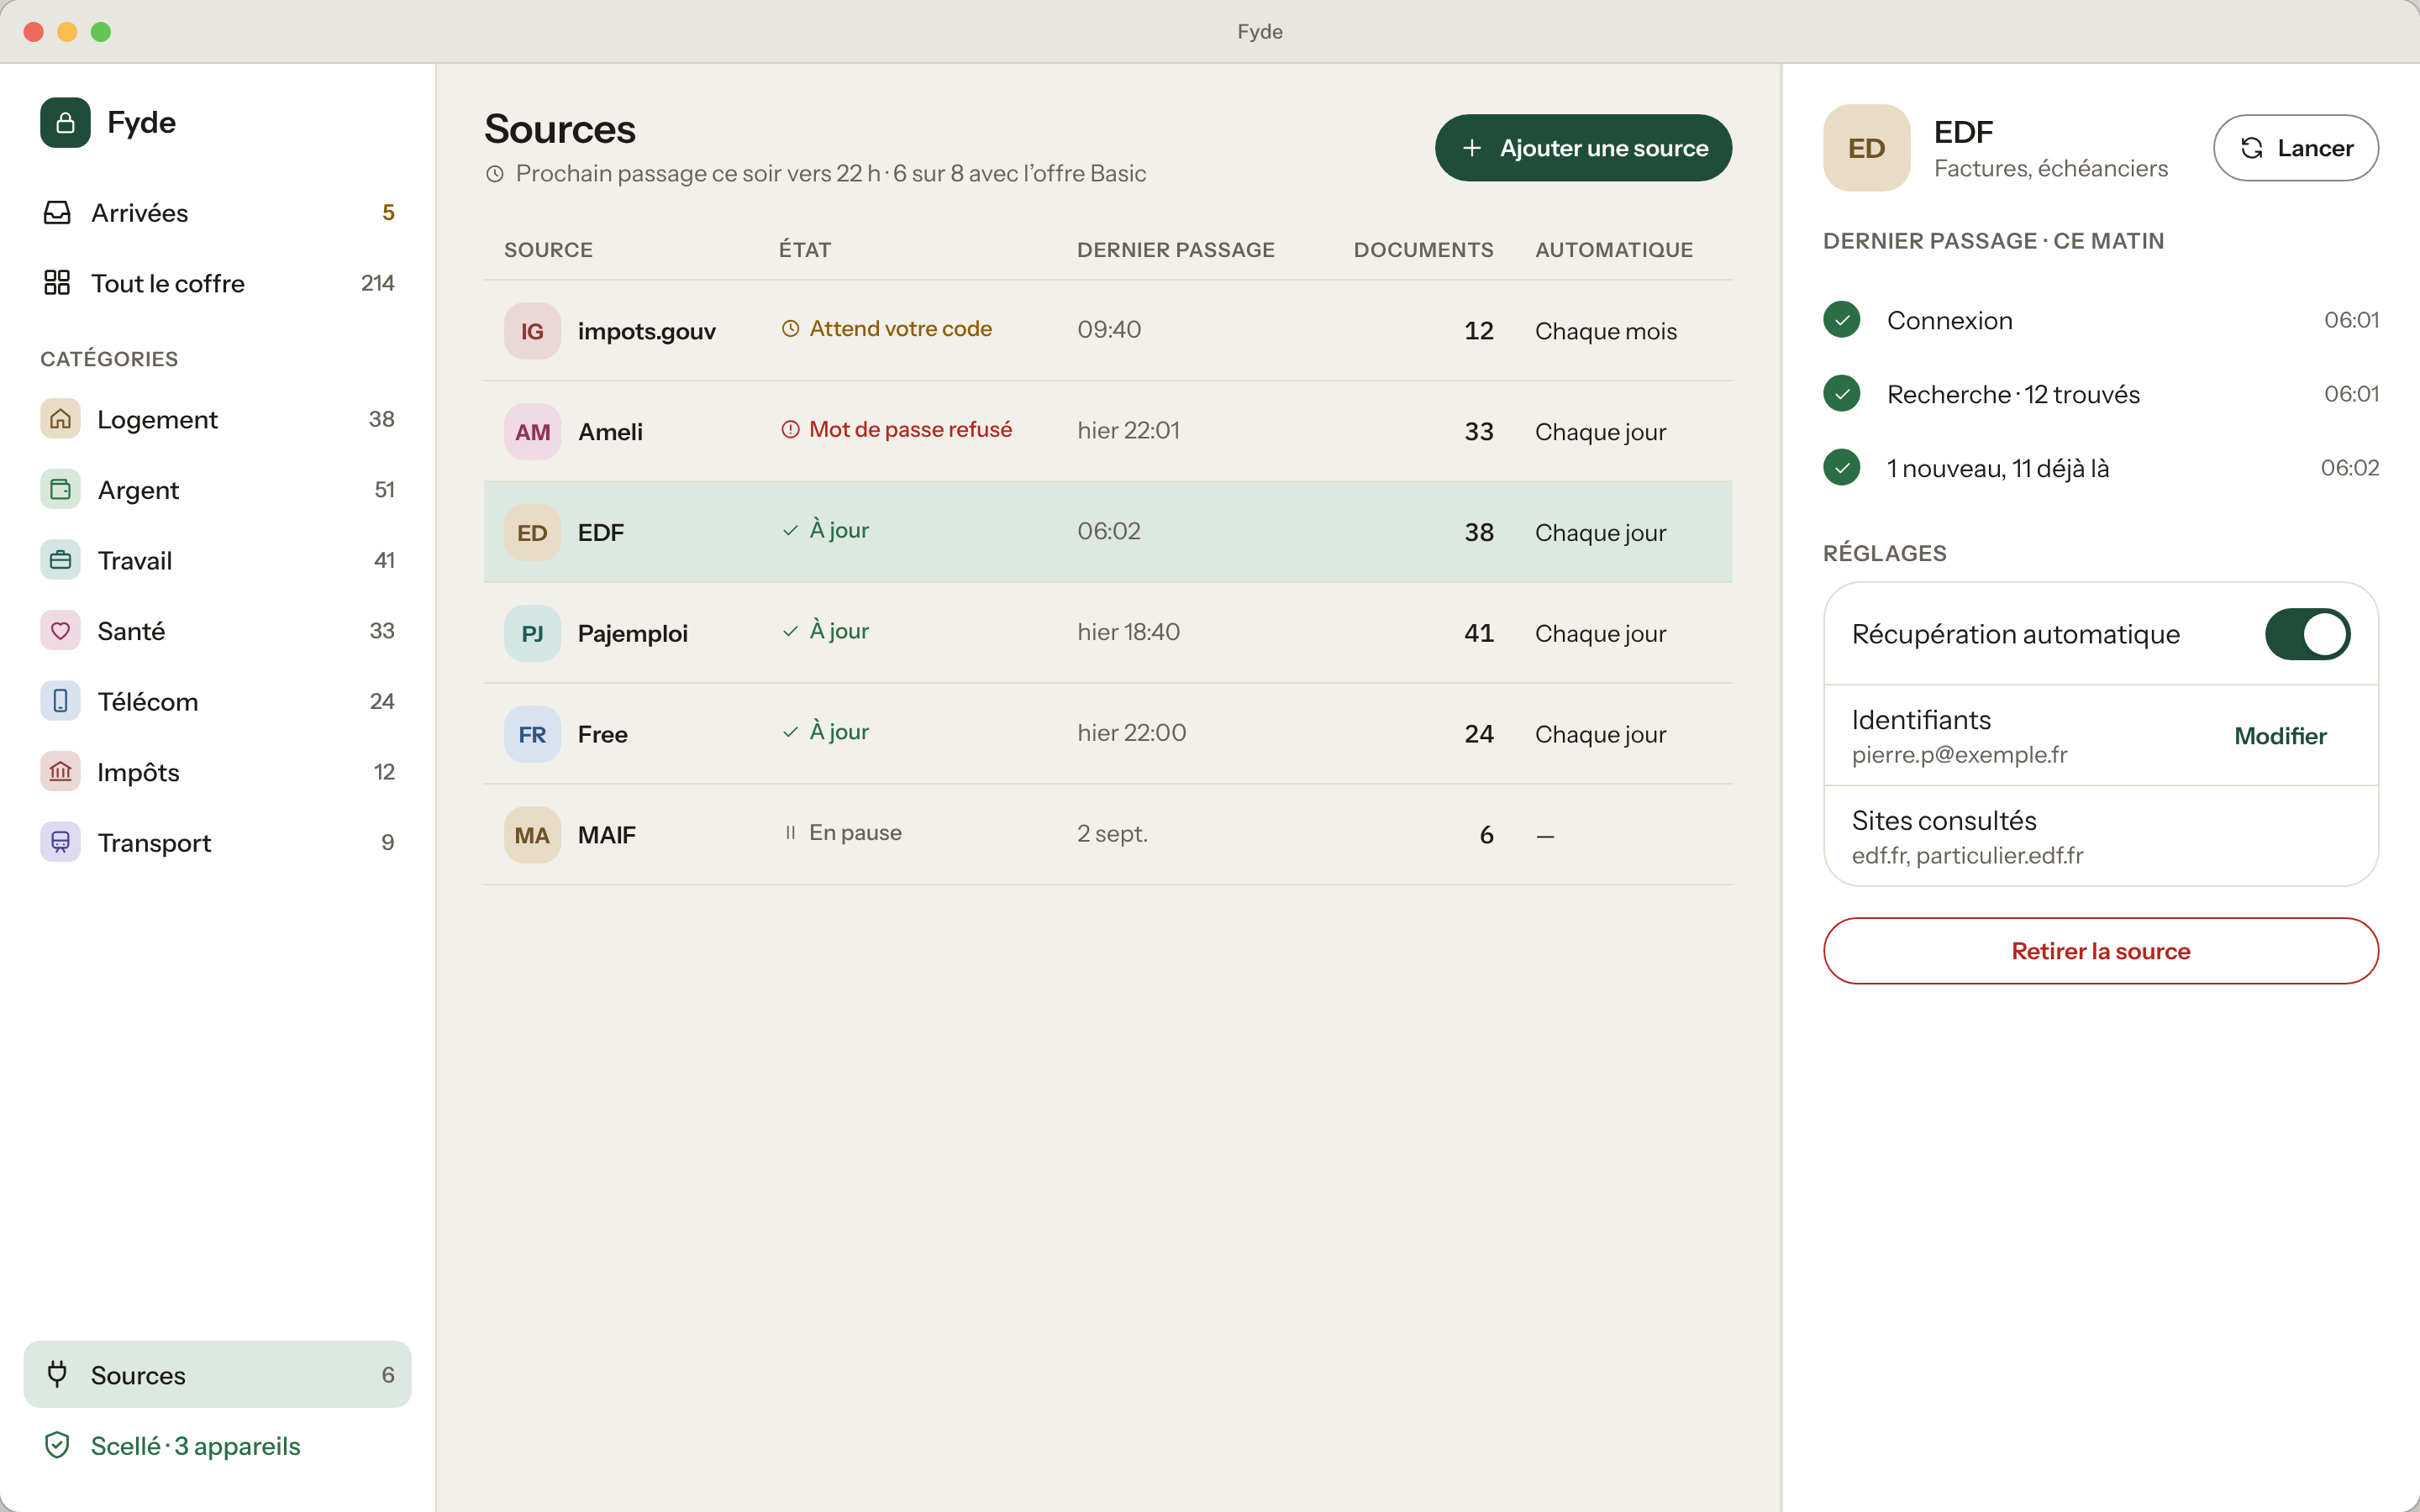 Fyde
Fyde
Arrivées 5
Tout le coffre 214
CATÉGORIES
Logement 38
Argent 51
Travail 41
Santé 33
Télécom 24
Impôts 12
Transport 9
Sources 6
Scellé · 3 appareils
Sources
Prochain passage ce soir vers 22 h · 6 sur 8 avec l’offre Basic
Ajouter une source
SOURCE ÉTAT DERNIER PASSAGE DOCUMENTS AUTOMATIQUE
IG impots.gouv Attend votre code 09:40 12 Chaque mois
AM Ameli Mot de passe refusé hier 22:01 33 Chaque jour
ED EDF À jour 06:02 38 Chaque jour
PJ Pajemploi À jour hier 18:40 41 Chaque jour
FR Free À jour hier 22:00 24 Chaque jour
MA MAIF En pause 2 sept. 6 —
ED EDF
Factures, échéanciers
Lancer
DERNIER PASSAGE · CE MATIN
Connexion 06:01
Recherche · 12 trouvés 06:01
1 nouveau, 11 déjà là 06:02
RÉGLAGES
Récupération automatique
Identifiants
pierre.p@exemple.fr
Modifier
Sites consultés
edf.fr, particulier.edf.fr
Retirer la source